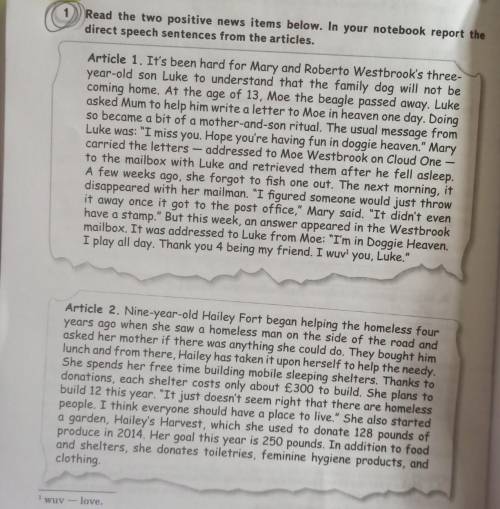 1 Read the two positive news items below. In your notebook report the
direct speech sentences from the articles.
Article 1. It's been hard for Mary and Roberto Westbrook's three-
year-old son Luke to understand that the family dog will not be
coming home. At the age of 13, Moe the beagle passed away. Luke
asked Mum to help him write a letter to Moe in heaven one day. Doing
so became a bit of a mother-and-son ritual. The usual message from
Luke was: "I miss you. Hope you're having fun in doggie heaven." Mary
carried the letters — addressed to Moe Westbrook on Cloud One —
to the mailbox with Luke and retrieved them after he fell asleep.
A few weeks ago, she forgot to fish one out. The next morning, it
disappeared with her mailman. "I figured someone would just throw
it away once it got to the post office," Mary said. "It didn't even
have a stamp." But this week, an answer appeared in the Westbrook
mailbox. It was addressed to Luke from Moe: "I'm in Doggie Heaven.
I play all day. Thank you 4 being my friend. I wuv¹ you, Luke."
Article 2. Nine-year-old Hailey Fort began helping the homeless four
years ago when she saw a homeless man on the side of the road and
asked her mother if there was anything she could do. They bought him
lunch and from there, Hailey has taken it upon herself to help the needy.
She spends her free time building mobile sleeping shelters. Thanks to
donations, each shelter costs only about £300 to build. She plans to
build 12 this year. "It just doesn't seem right that there are homeless
people. I think everyone should have a place to live." She also started
a garden, Hailey's Harvest, which she used to donate 128 pounds of
produce in 2014. Her goal this year is 250 pounds. In addition to food
and shelters, she donates toiletries, feminine hygiene products, and
clothing.
¹ wuv — love.